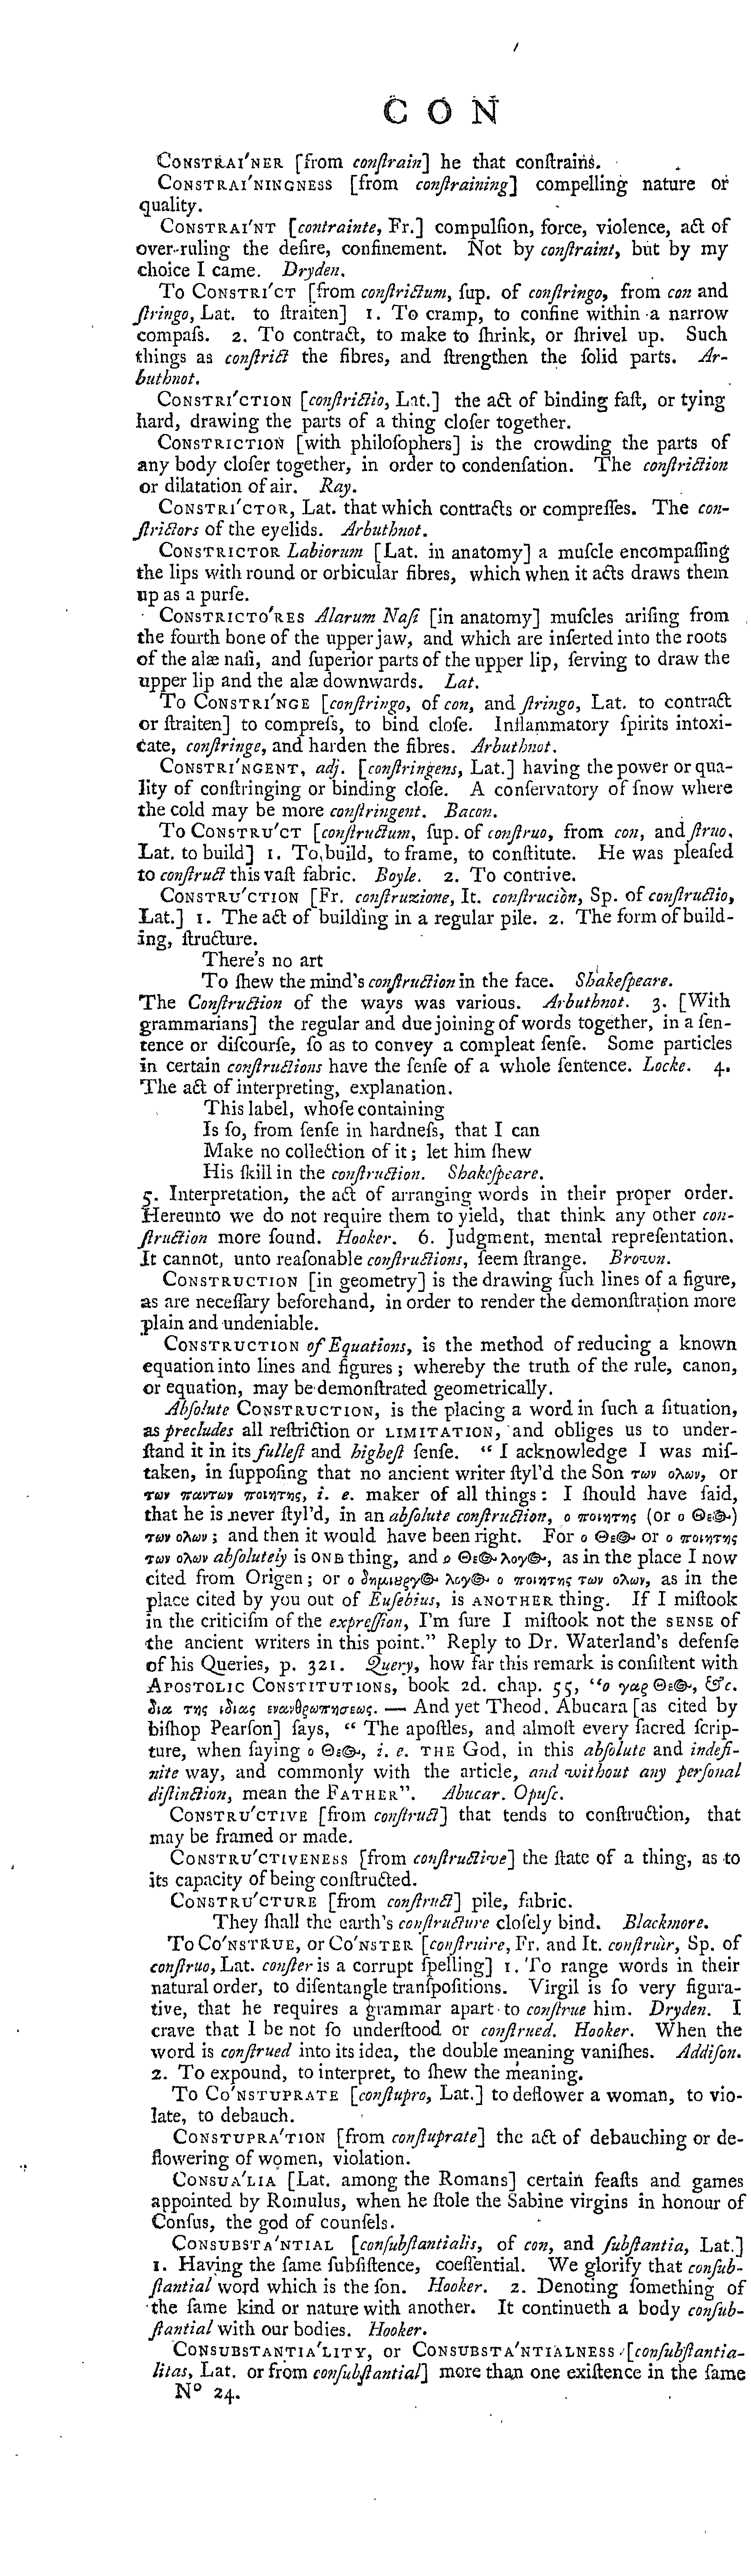 CON
CONSTRAI'NER [from conſtrain] he that conſtrains.
CONSTRAI'NINGNESS [from conſtraining] compelling nature or
quality.
CONSTRAI'NT [contrainte, Fr.] compulſion, force, violence, act of
over-ruling the deſire, confinement. Not by conſtraint, but by my
choice I came. Dryden.
To CONSTRI'CT [from conſtrictum, ſup. of conſtringo, from con and
ſtringo, Lat. to ſtraiten] 1. To cramp, to confine within a narrow
compaſs. 2. To contract, to make to ſhrink, or ſhrivel up. Such
things as conſtrict the fibres, and ſtrengthen the ſolid parts. Ar-
buthnot.
CONSTRI'CTION [conſtrictio, Lat.] the act of binding faſt, or tying
hard, drawing the parts of a thing cloſer together.
CONSTRICTION [with philoſophers] is the crowding the parts of
any body cloſer together, in order to condenſation. The conſtriction
or dilatation of air. Ray.
CONSTRI'CTOR, Lat. that which contracts or compreſſes. The con-
ſtrictors of the eyelids. Arbuthnot.
CONSTRICTOR Labiorum [Lat. in anatomy] a muſcle encompaſſing
the lips with round or orbicular fibres, which when it acts draws them
up as a purſe.
CONSTRICTO'RES Alarum Naſi [in anatomy] muſcles ariſing from
the fourth bone of the upper jaw, and which are inſerted into the roots
of the alæ naſi, and ſuperior parts of the upper lip, ſerving to draw the
upper lip and the alæ downwards. Lat.
To CONSTRI'NGE [conſtringo, of con, and ſtringo, Lat. to contract
or ſtraiten] to compreſs, to bind cloſe. Inflammatory ſpirits intoxi-
cate, conſtringe, and harden the fibres. Arbuthnot.
CONSTRI'NGENT, adj. [conſtringens, Lat.] having the power or qua-
lity of conſtringing or binding cloſe. A conſervatory of ſnow where
the cold may be more conſtringent. Bacon.
To CONSTRU'CT [conſtructum, ſup. of conſtruo, from con, and ſtruo,
Lat. to build] 1. To build, to frame, to conſtitute. He was pleaſed
to conſtruct this vaſt fabric. Boyle. 2. To contrive.
CONSTRU'CTION [Fr. conſtruzione, It. conſtruciòn, Sp. of conſtructio,
Lat.] 1. The act of building in a regular pile. 2. The form of build-
ing, ſtructure.
There's no art
To ſhew the mind's conſtruction in the face. Shakeſpeare.
The Conſtruction of the ways was various. Arbuthnot. 3. [With
grammarians] the regular and due joining of words together, in a ſen-
tence or diſcourſe, ſo as to convey a compleat ſenſe. Some particles
in certain conſtructions have the ſenſe of a whole ſentence. Locke. 4.
The act of interpreting, explanation.
This label, whoſe containing
Is ſo, from ſenſe in hardneſs, that I can
Make no collection of it; let him ſhew
His ſkill in the conſtruction. Shakeſpeare.
5. Interpretation, the act of arranging words in their proper order.
Hereunto we do not require them to yield, that think any other con-
ſtruction more ſound. Hooker. 6. Judgment, mental repreſentation.
It cannot, unto reaſonable conſtructions, ſeem ſtrange. Brown.
CONSTRUCTION [in geometry] is the drawing ſuch lines of a figure,
as are neceſſary beforehand, in order to render the demonſtration more
plain and undeniable.
CONSTRUCTION of Equations, is the method of reducing a known
equation into lines and figures; whereby the truth of the rule, canon,
or equation, may be demonſtrated geometrically.
Abſolute CONSTRUCTION, is the placing a word in ſuch a ſituation,
as precludes all reſtriction or LIMITATION, and obliges us to under-
ſtand it in its fulleſt and higheſt ſenſe. “ I acknowledge I was miſ-
taken, in ſuppoſing that no ancient writer ſtyl'd the Son των ολων, or
των παντων ποιητης, i. e. maker of all things: I ſhould have ſaid,
that he is never ſtyl'd, in an abſolute conſtruction, ο ποιητης (or ο Θεος)
των ολων; and then it would have been right. For ο Θεος or ο ποιητης
των ολων abſolutely is ONE thing, and ο Θεος λογος, as in the place I now
cited from Origen; or ο δημιουργος λογος ο ποιητης των ολων, as in the
place cited by you out of Euſebius, is ANOTHER thing. If I miſtook
in the criticiſm of the expreſſion, I'm ſure I miſtook not the SENSE of
the ancient writers in this point.” Reply to Dr. Waterland's defenſe
of his Queries, p. 321. Query, how far this remark is conſiſtent with
APOSTOLIC CONSTITUTIONS, book 2d. chap. 55, “ο γαρ Θεος, &c.
δια της ιδιας ενανθρωπησεως. — And yet Theod. Abucara [as cited by
biſhop Pearſon] ſays, “ The apoſtles, and almoſt every ſacred ſcrip-
ture, when ſaying ο Θεος, i. e. THE God, in this abſolute and indefi-
nite way, and commonly with the article, and without any perſonal
diſtinction, mean the FATHER”. Abucar. Opuſc.
CONSTRU'CTIVE [from conſtruct] that tends to conſtruction, that
may be framed or made.
CONSTRU'CTIVENESS [from conſtructive] the ſtate of a thing, as to
its capacity of being conſtructed.
CONSTRU'CTURE [from conſtruct] pile, fabric.
They ſhall the earth's conſtructure cloſely bind. Blackmore.
To CO'NSTRUE, or CO'NSTER [conſtruire, Fr. and It. conſtruir, Sp. of
conſtruo, Lat. conſter is a corrupt ſpelling] 1. To range words in their
natural order, to diſentangle tranſpoſitions. Virgil is ſo very figura-
tive, that he requires a grammar apart to conſtrue him. Dryden. I
crave that I be not ſo underſtood or conſtrued. Hooker. When the
word is conſtrued into its idea, the double meaning vaniſhes. Addiſon.
2. To expound, to interpret, to ſhew the meaning.
To CO'NSTUPRATE [conſtupro, Lat.] to deflower a woman, to vio-
late, to debauch.
CONSTUPRA'TION [from conſtuprate] the act of debauching or de-
flowering of women, violation.
CONSUA'LIA [Lat. among the Romans] certain feaſts and games
appointed by Romulus, when he ſtole the Sabine virgins in honour of
Conſus, the god of counſels.
CONSUBSTA'NTIAL [conſubſtantialis, of con, and ſubſtantia, Lat.]
1. Having the ſame ſubſiſtence, coeſſential. We glorify that conſub-
ſtantial word which is the ſon. Hooker. 2. Denoting ſomething of
the ſame kind or nature with another. It continueth a body conſub-
ſtantial with our bodies. Hooker.
CONSUBSTANTIA'LITY, or CONSUBSTA'NTIALNESS [conſubſtantia-
litas, Lat. or from conſubſtantial] more than one exiſtence in the ſame
Nº 24.